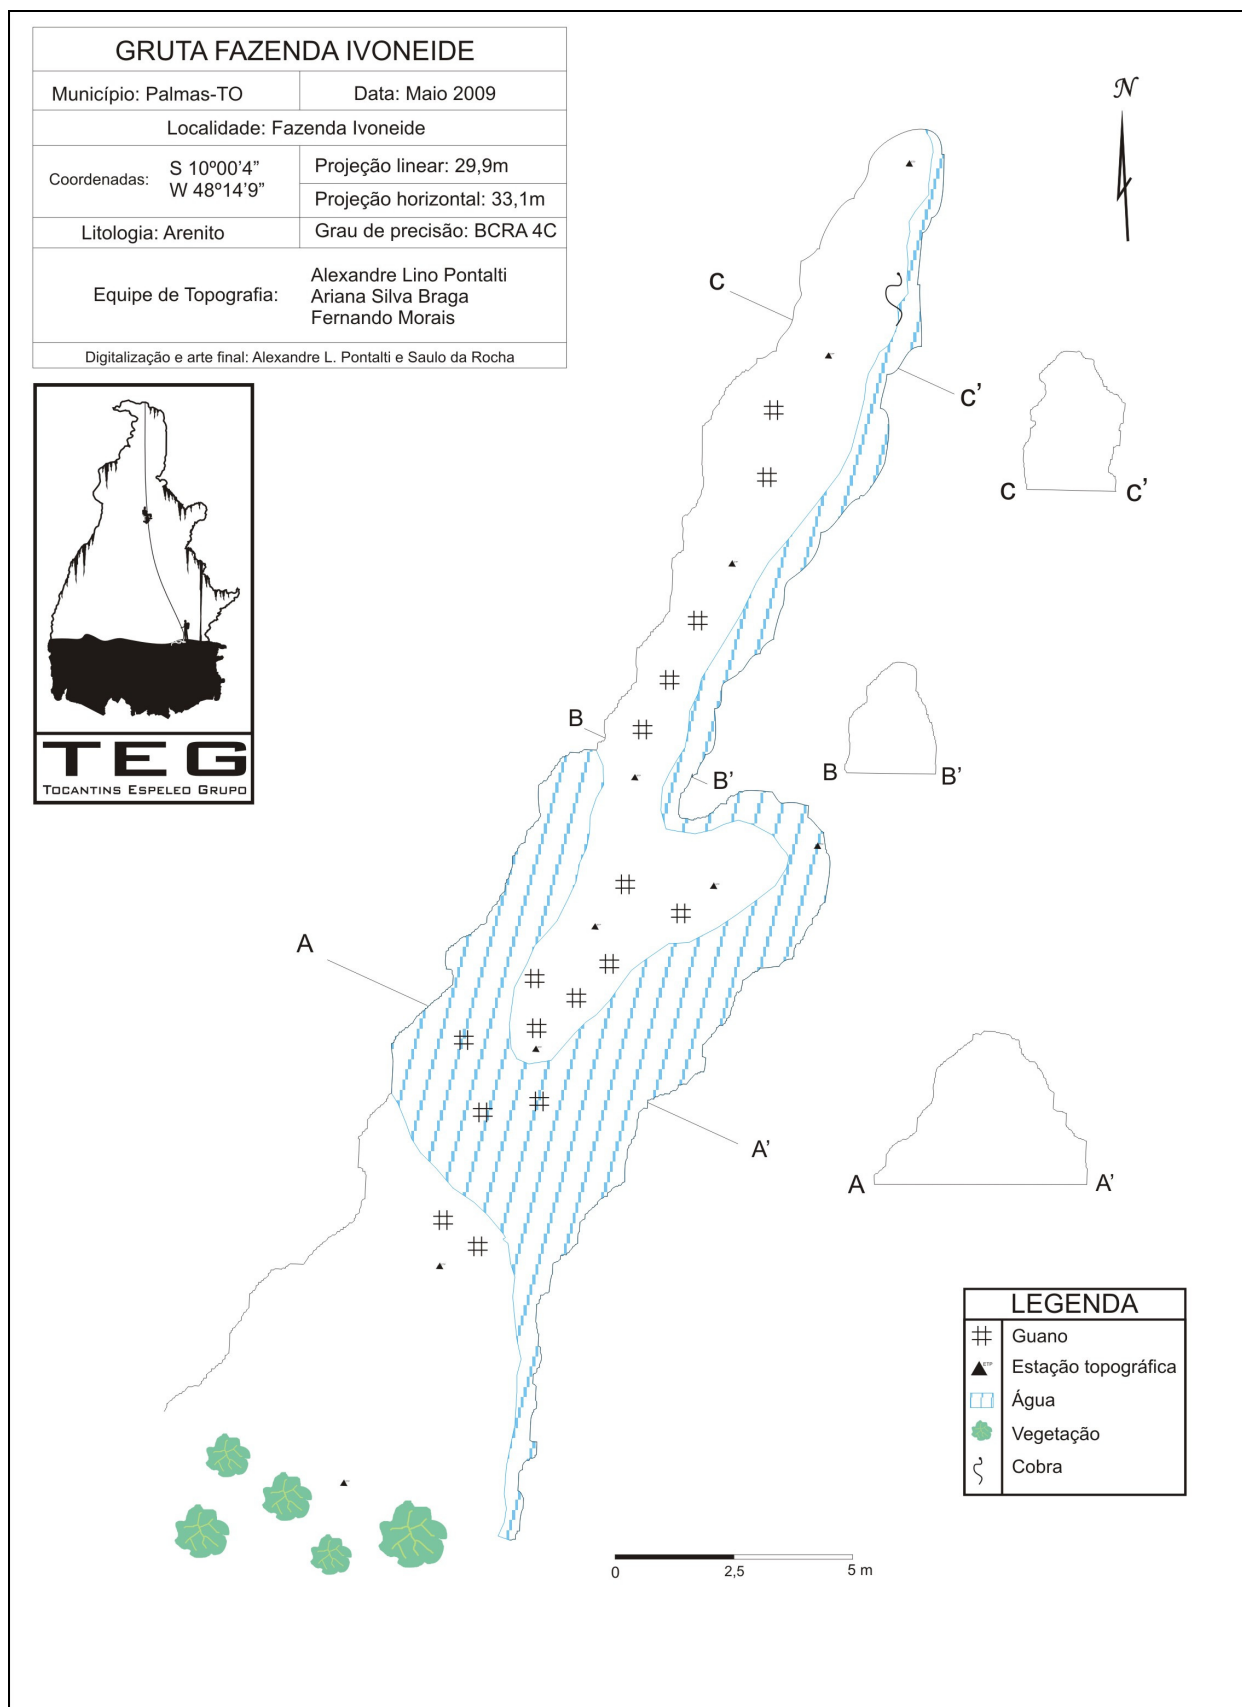 GRUTA FAZENDA IVONEIDE
Município: Palmas-TO
Data: Maio 2009
Localidade: Fazenda Ivoneide
Coordenadas:
S 10º00'4"
W 48º14'9"
Projeção linear: 29,9m
Projeção horizontal: 33,1m
Litologia: Arenito
Grau de precisão: BCRA 4C
Equipe de Topografia:
Alexandre Lino Pontalti
Ariana Silva Braga
Fernando Morais
Digitalização e arte final: Alexandre L. Pontalti e Saulo da Rocha
TEG
TOCANTINS ESPELEO GRUPO
N
C
C'
C
C'
B
B'
B
B'
A
A'
A
A'
LEGENDA
Guano
Estação topográfica
Água
Vegetação
Cobra
0
2,5
5 m